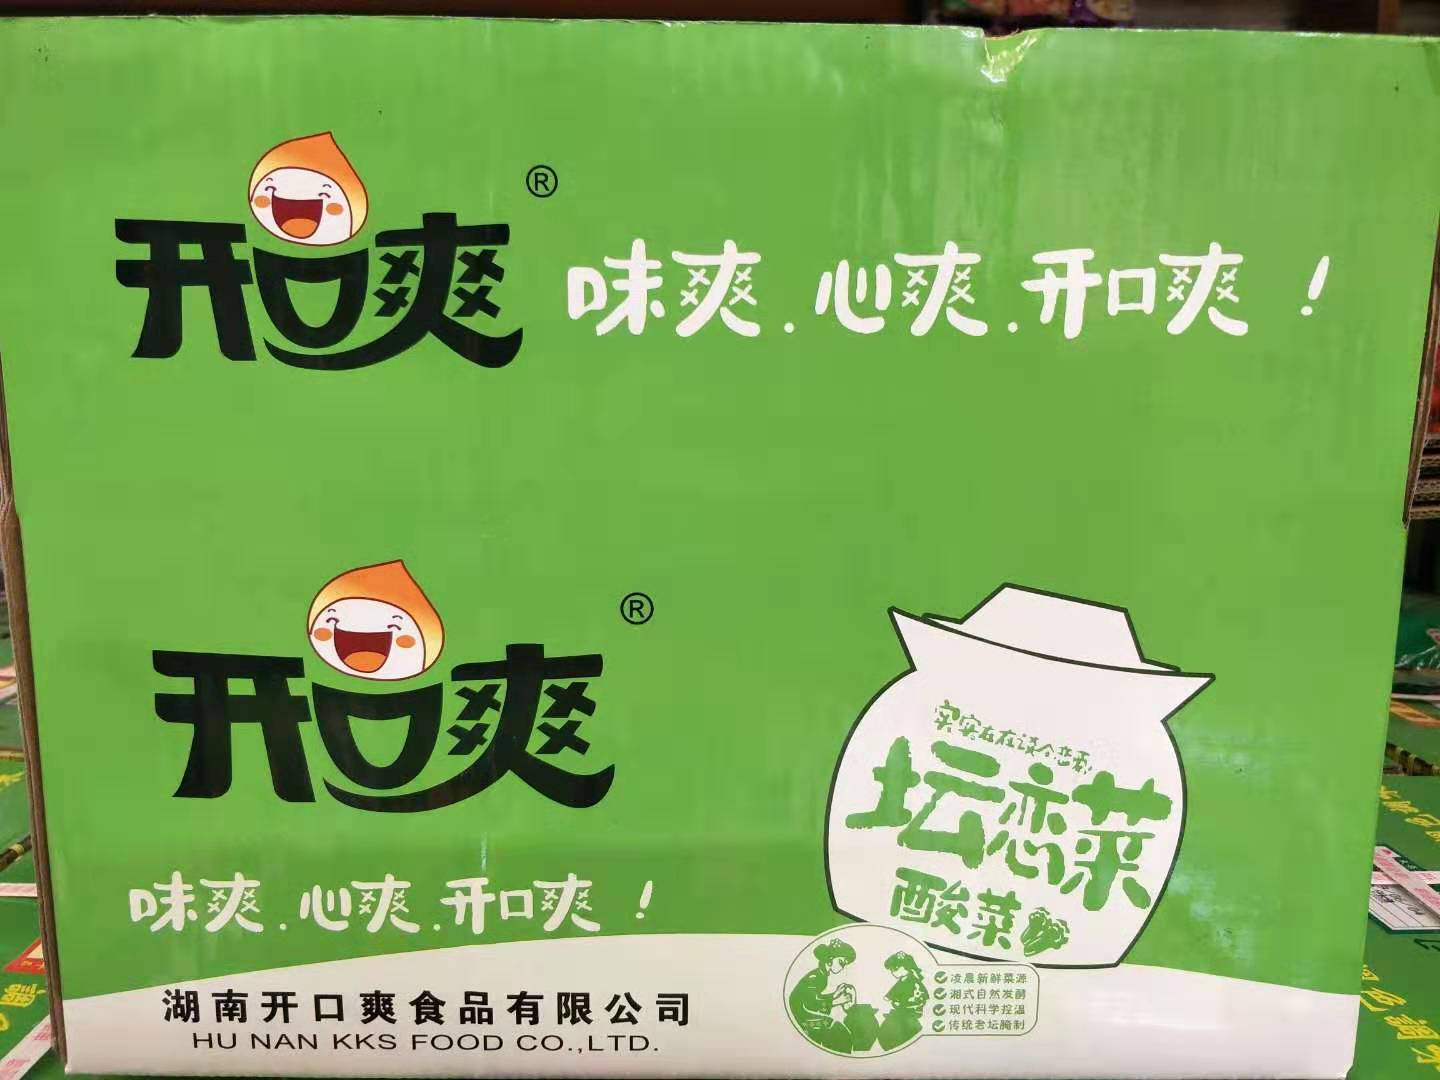 开口爽®
味爽.心爽.开口爽！
开口爽®
味爽.心爽.开口爽！
湖南开口爽食品有限公司
HU NAN KKS FOOD CO.,LTD.
实实在在谈个恋菜
坛恋菜
酸菜
凌晨新鲜菜源
湘式自然发酵
现代科学控温
传统老坛腌制